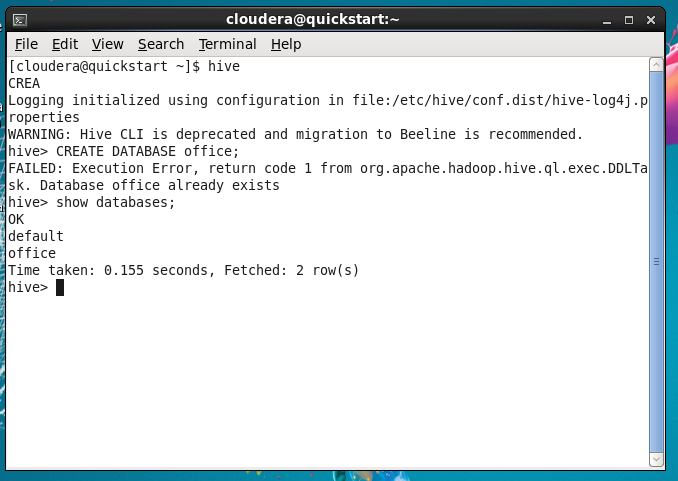 cloudera@quickstart:~
File Edit View Search Terminal Help
[cloudera@quickstart ~]$ hive
CREA
Logging initialized using configuration in file:/etc/hive/conf.dist/hive-log4j.p
roperties
WARNING: Hive CLI is deprecated and migration to Beeline is recommended.
hive> CREATE DATABASE office;
FAILED: Execution Error, return code 1 from org.apache.hadoop.hive.ql.exec.DDLTa
sk. Database office already exists
hive> show databases;
OK
default
office
Time taken: 0.155 seconds, Fetched: 2 row(s)
hive>